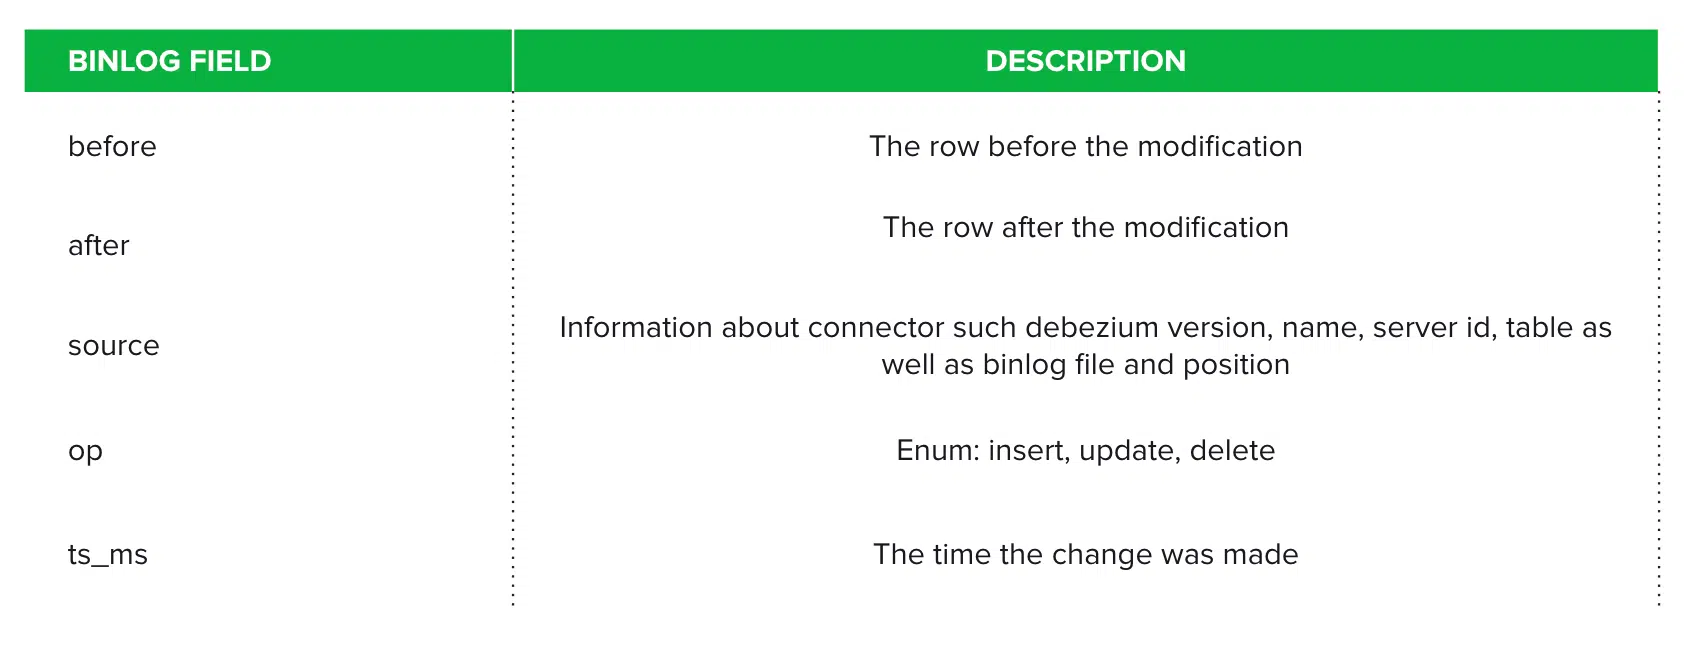 BINLOG FIELD
DESCRIPTION
before
The row before the modification
after
The row after the modification
source
Information about connector such debezium version, name, server id, table as
well as binlog file and position
op
Enum: insert, update, delete
ts_ms
The time the change was made